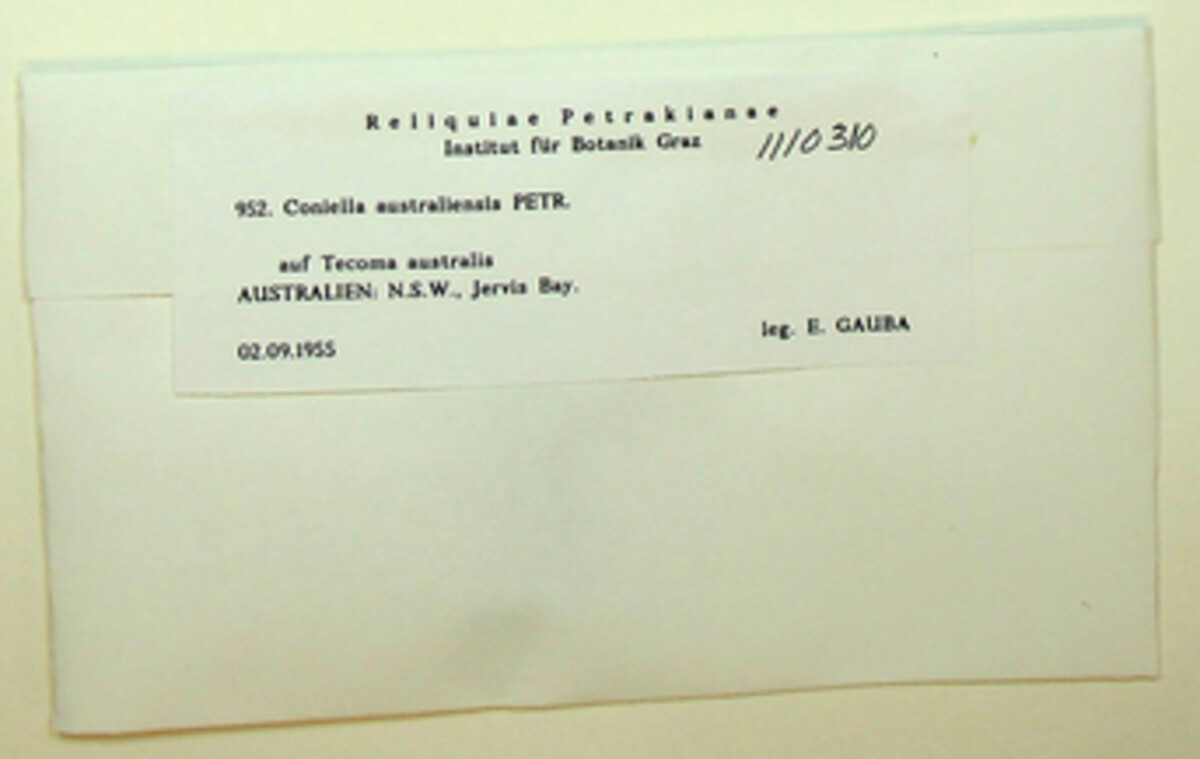 Reliquiae Petrakianae
Institut für Botanik Graz 1110310
952. Coniella australiensis PETR.
auf Tecoma australis
AUSTRALIEN: N.S.W., Jervis Bay.
leg. E. GAUBA
02.09.1955